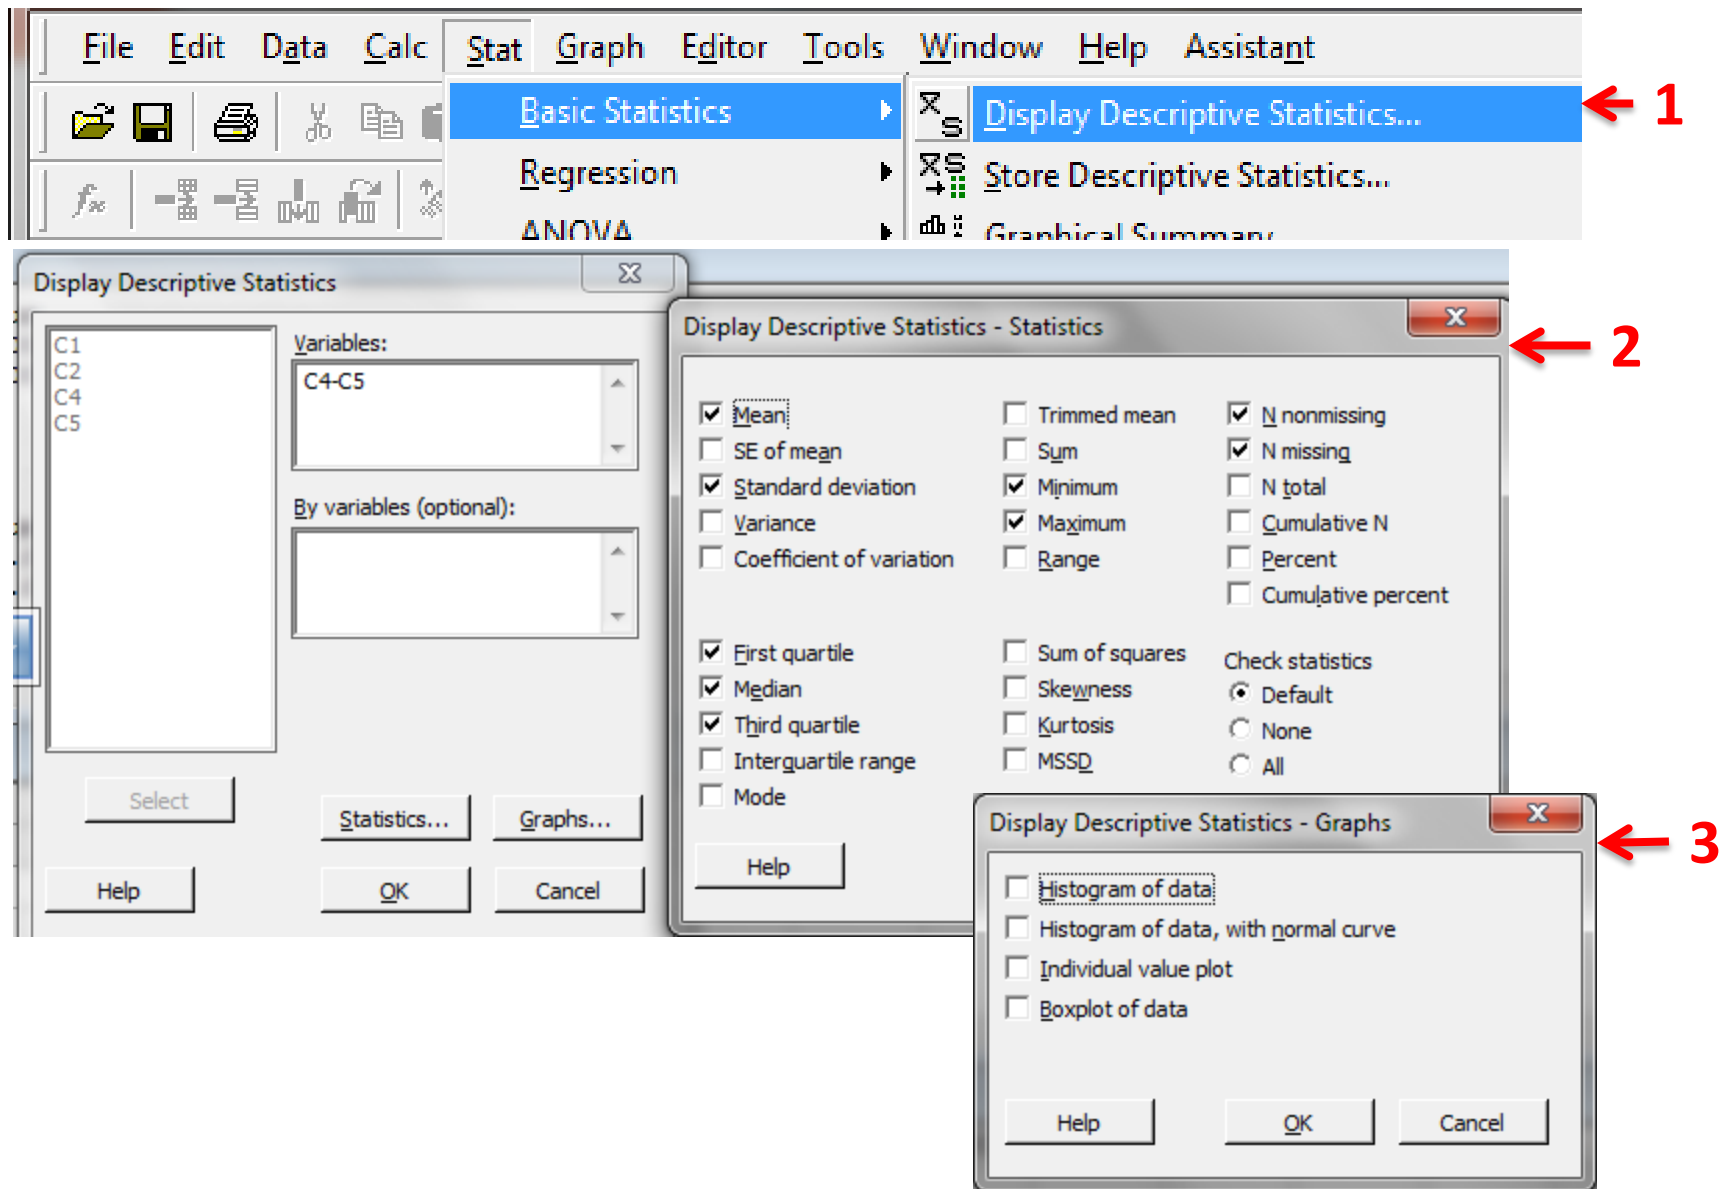 File Edit Data Calc Stat Graph Editor Tools Window Help Assistant
Basic Statistics
Display Descriptive Statistics...
1
Regression
Store Descriptive Statistics...
ANOVA
Graphical Summary
Display Descriptive Statistics
C1
C2
C4
C5
Variables:
C4-C5
By variables (optional):
Select
Statistics...
Graphs...
Help
OK
Cancel
Display Descriptive Statistics - Statistics
2
Mean
SE of mean
Standard deviation
Variance
Coefficient of variation
Trimmed mean
Sum
Minimum
Maximum
Range
N nonmissing
N missing
N total
Cumulative N
Percent
Cumulative percent
First quartile
Median
Third quartile
Interquartile range
Mode
Sum of squares
Skewness
Kurtosis
MSSD
Check statistics
Default
None
All
Help
Display Descriptive Statistics - Graphs
3
Histogram of data
Histogram of data, with normal curve
Individual value plot
Boxplot of data
Help
OK
Cancel